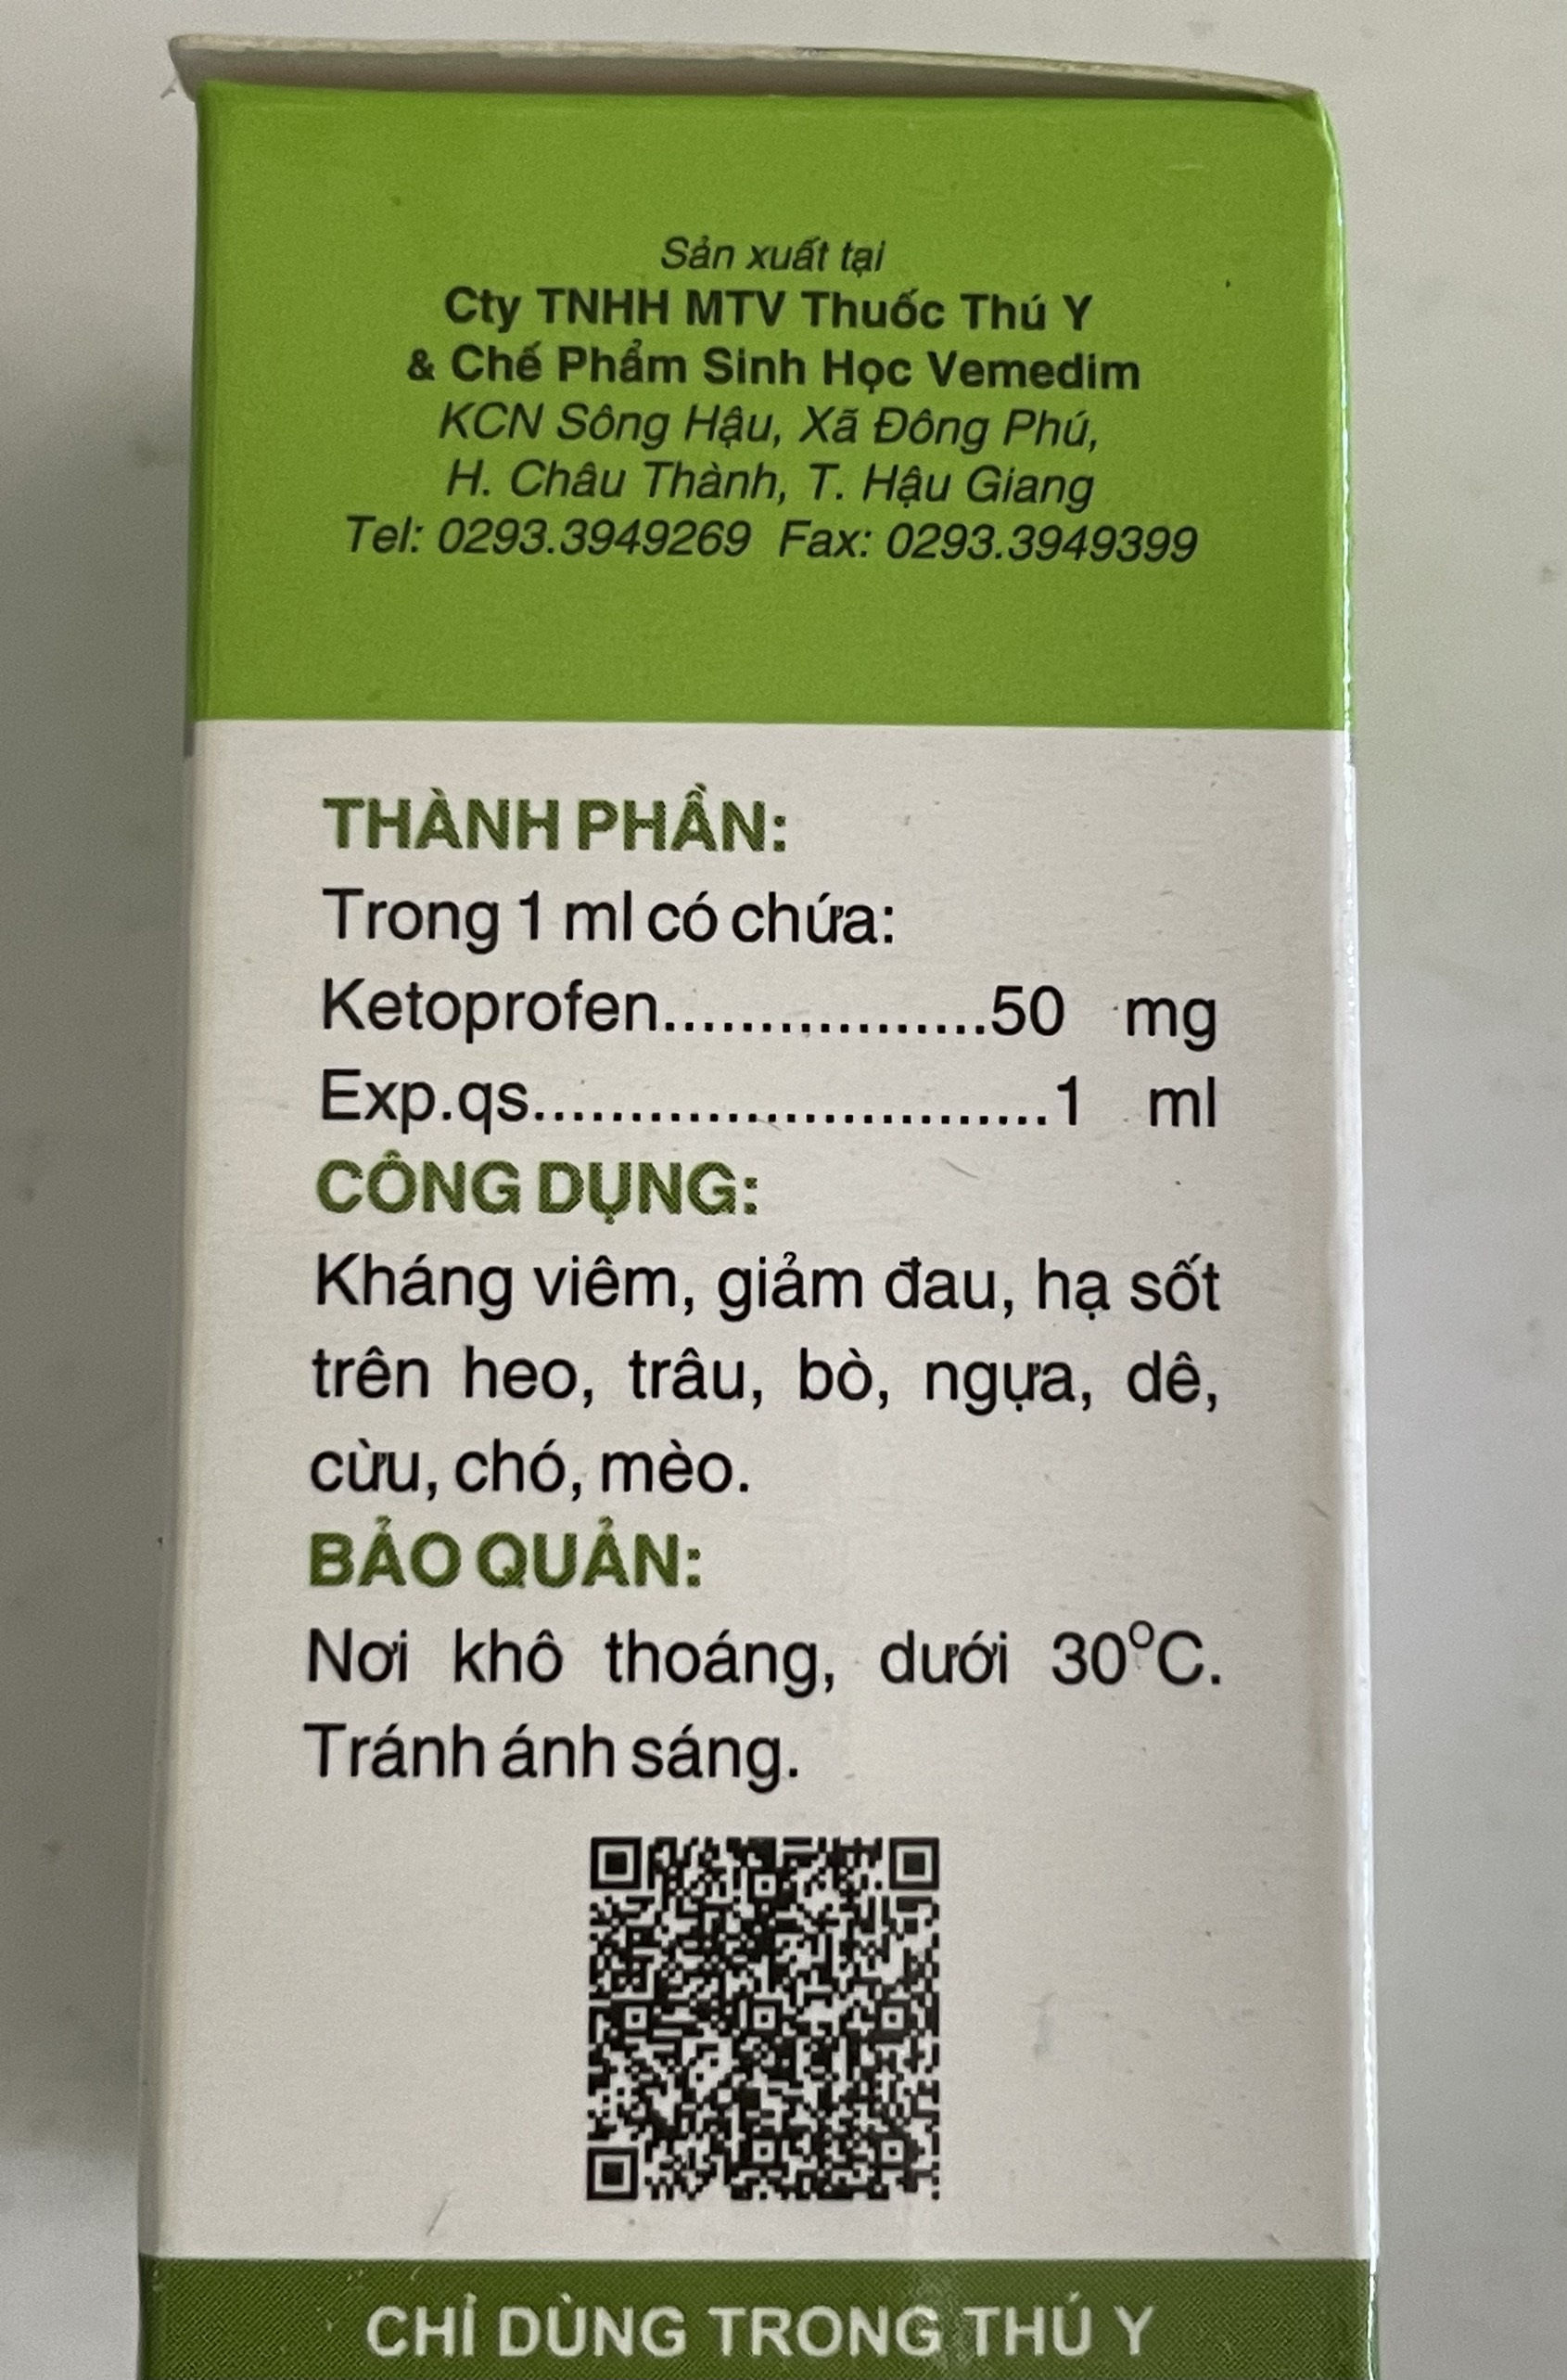 Sản xuất tại
Cty TNHH MTV Thuốc Thú Y
& Chế Phẩm Sinh Học Vemedim
KCN Sông Hậu, Xã Đông Phú,
H. Châu Thành, T. Hậu Giang
Tel: 0293.3949269 Fax: 0293.3949399
THÀNH PHẦN:
Trong 1 ml có chứa:
Ketoprofen.................50 mg
Exp.qs...........................1 ml
CÔNG DỤNG:
Kháng viêm, giảm đau, hạ sốt
trên heo, trâu, bò, ngựa, dê,
cừu, chó, mèo.
BẢO QUẢN:
Nơi khô thoáng, dưới 30°C.
Tránh ánh sáng.
CHỈ DÙNG TRONG THÚ Y